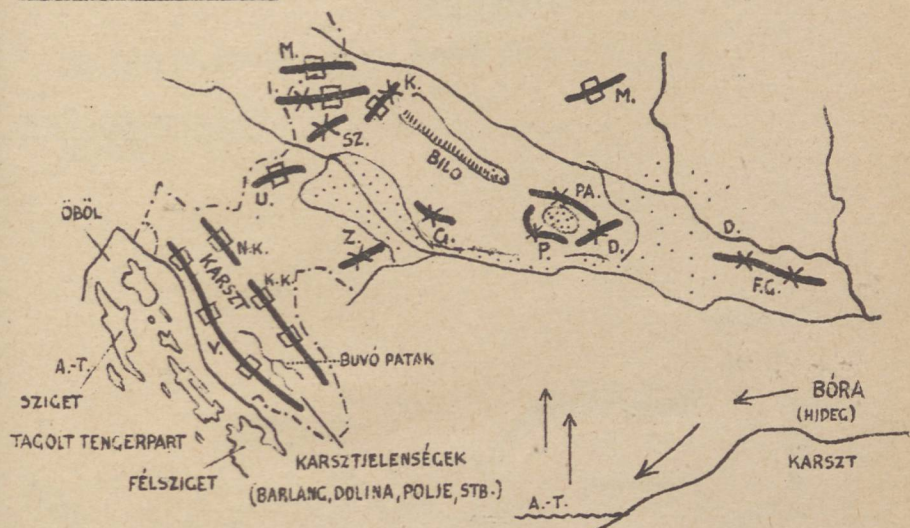 M.
I.
K.
M.
SZ.
BILO
U.
ÖBÖL
PA.
G.
P.
D.
D.
N.K.
Z.
KARSZT
K.K.
F.G.
V.
BUVÓ PATAK
A.-T.
SZIGET
BÓRA
(HIDEG)
TAGOLT TENGERPART
KARSZTJELENSÉGEK
KARSZT
FÉLSZIGET
(BARLANG, DOLINA, POLJE, STB.)
A.-T.